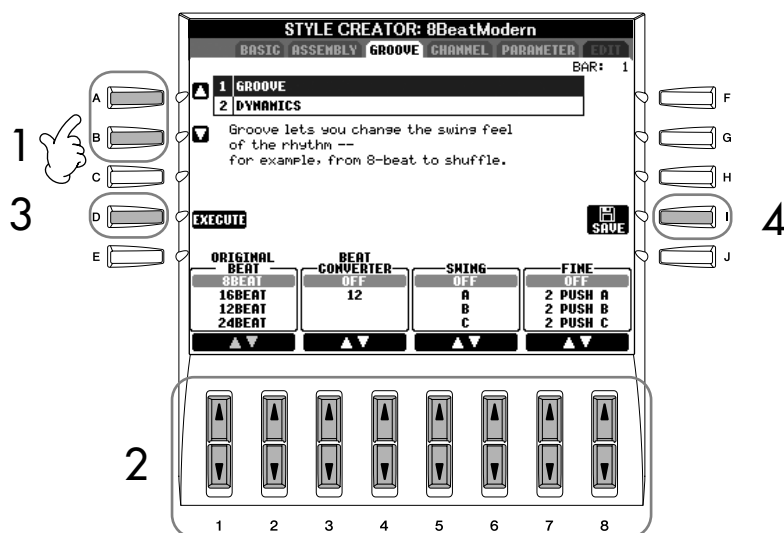 STYLE CREATOR: 8BeatModern
BASIC ASSEMBLY GROOVE CHANNEL PARAMETER EDIT
BAR: 1
1 GROOVE
2 DYNAMICS
Groove lets you change the swing feel
of the rhythm --
for example, from 8-beat to shuffle.
EXECUTE
SAVE
ORIGINAL BEAT
8BEAT
16BEAT
12BEAT
24BEAT
BEAT CONVERTER
OFF
12
SWING
OFF
A
B
C
FINE
OFF
2 PUSH A
2 PUSH B
2 PUSH C
A
B
C
D
E
F
G
H
I
J
1
3
4
2
1 2 3 4 5 6 7 8